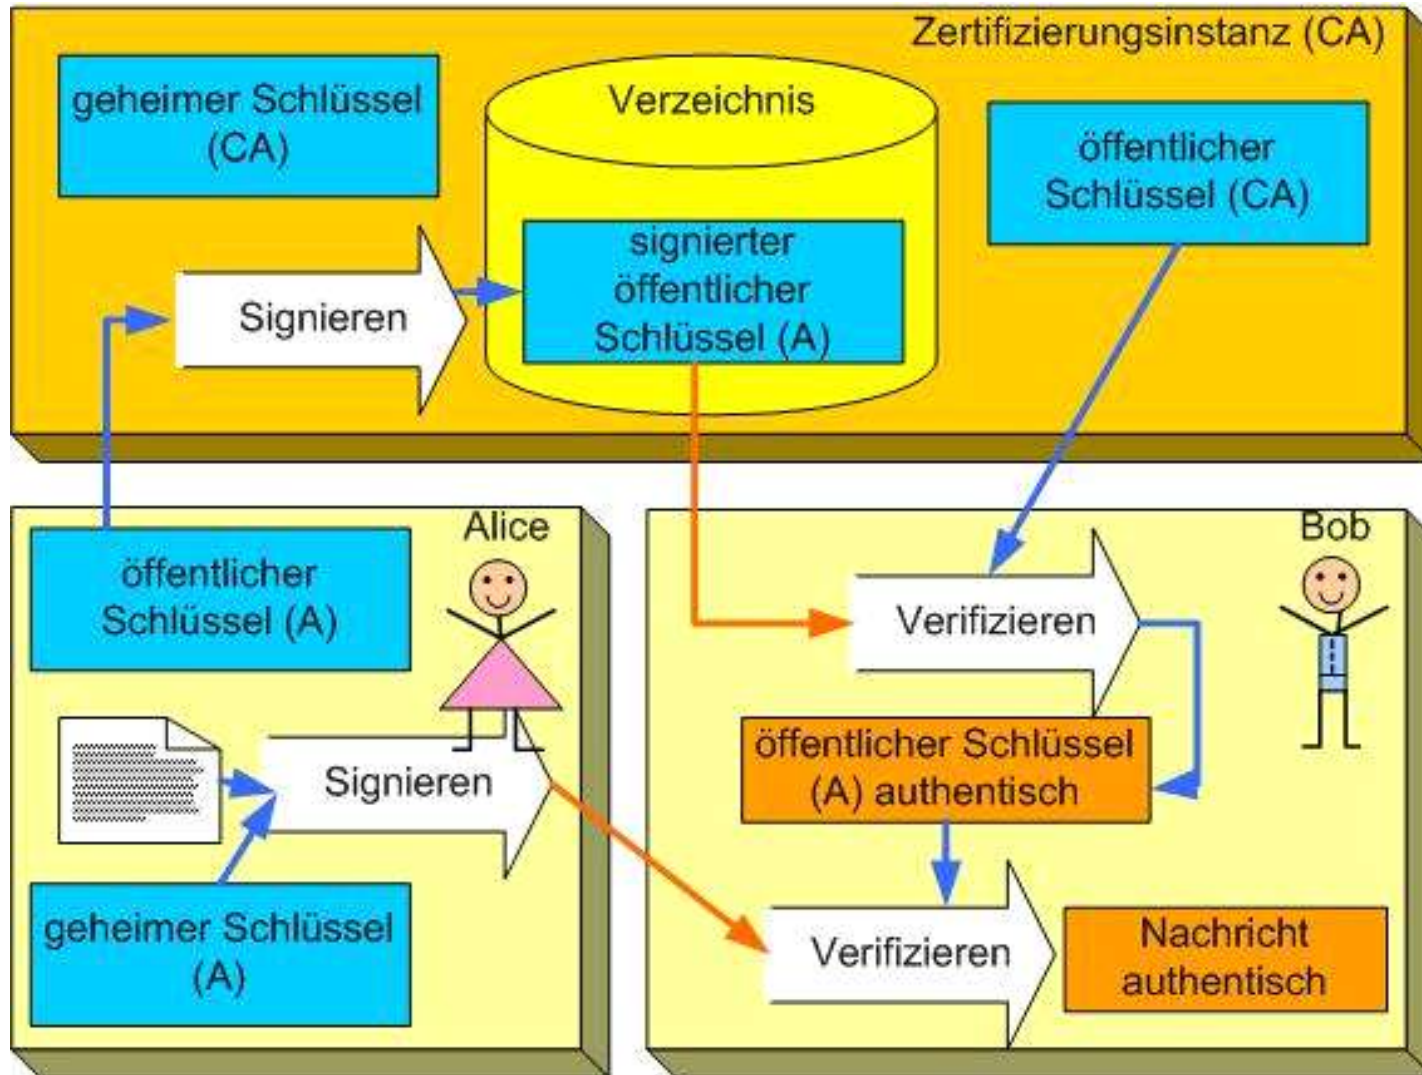 Zertifizierungsinstanz (CA)
geheimer Schlüssel
(CA)
Verzeichnis
öffentlicher
Schlüssel (CA)
signierter
öffentlicher
Schlüssel (A)
Signieren
Alice
öffentlicher
Schlüssel (A)
Signieren
geheimer Schlüssel
(A)
Bob
Verifizieren
öffentlicher Schlüssel
(A) authentisch
Verifizieren
Nachricht
authentisch